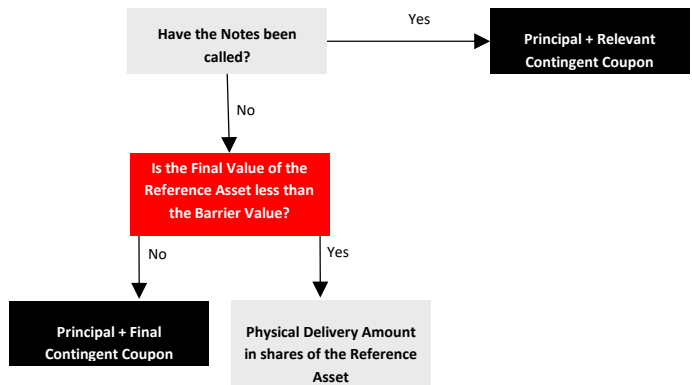 Have the Notes been
called?
Yes
Principal + Relevant
Contingent Coupon
No
Is the Final Value of the
Reference Asset less than
the Barrier Value?
No
Yes
Principal + Final
Contingent Coupon
Physical Delivery Amount
in shares of the Reference
Asset